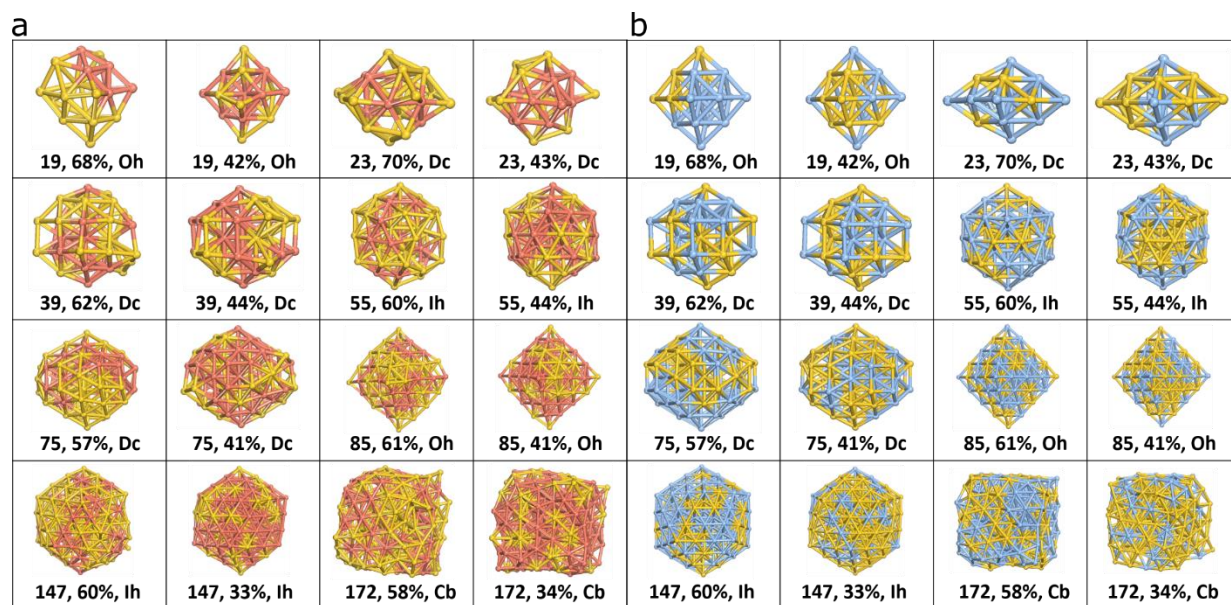 a
b
19, 68%, Oh
19, 42%, Oh
23, 70%, Dc
23, 43%, Dc
19, 68%, Oh
19, 42%, Oh
23, 70%, Dc
23, 43%, Dc
39, 62%, Dc
39, 44%, Dc
55, 60%, Ih
55, 44%, Ih
39, 62%, Dc
39, 44%, Dc
55, 60%, Ih
55, 44%, Ih
75, 57%, Dc
75, 41%, Dc
85, 61%, Oh
85, 41%, Oh
75, 57%, Dc
75, 41%, Dc
85, 61%, Oh
85, 41%, Oh
147, 60%, Ih
147, 33%, Ih
172, 58%, Cb
172, 34%, Cb
147, 60%, Ih
147, 33%, Ih
172, 58%, Cb
172, 34%, Cb